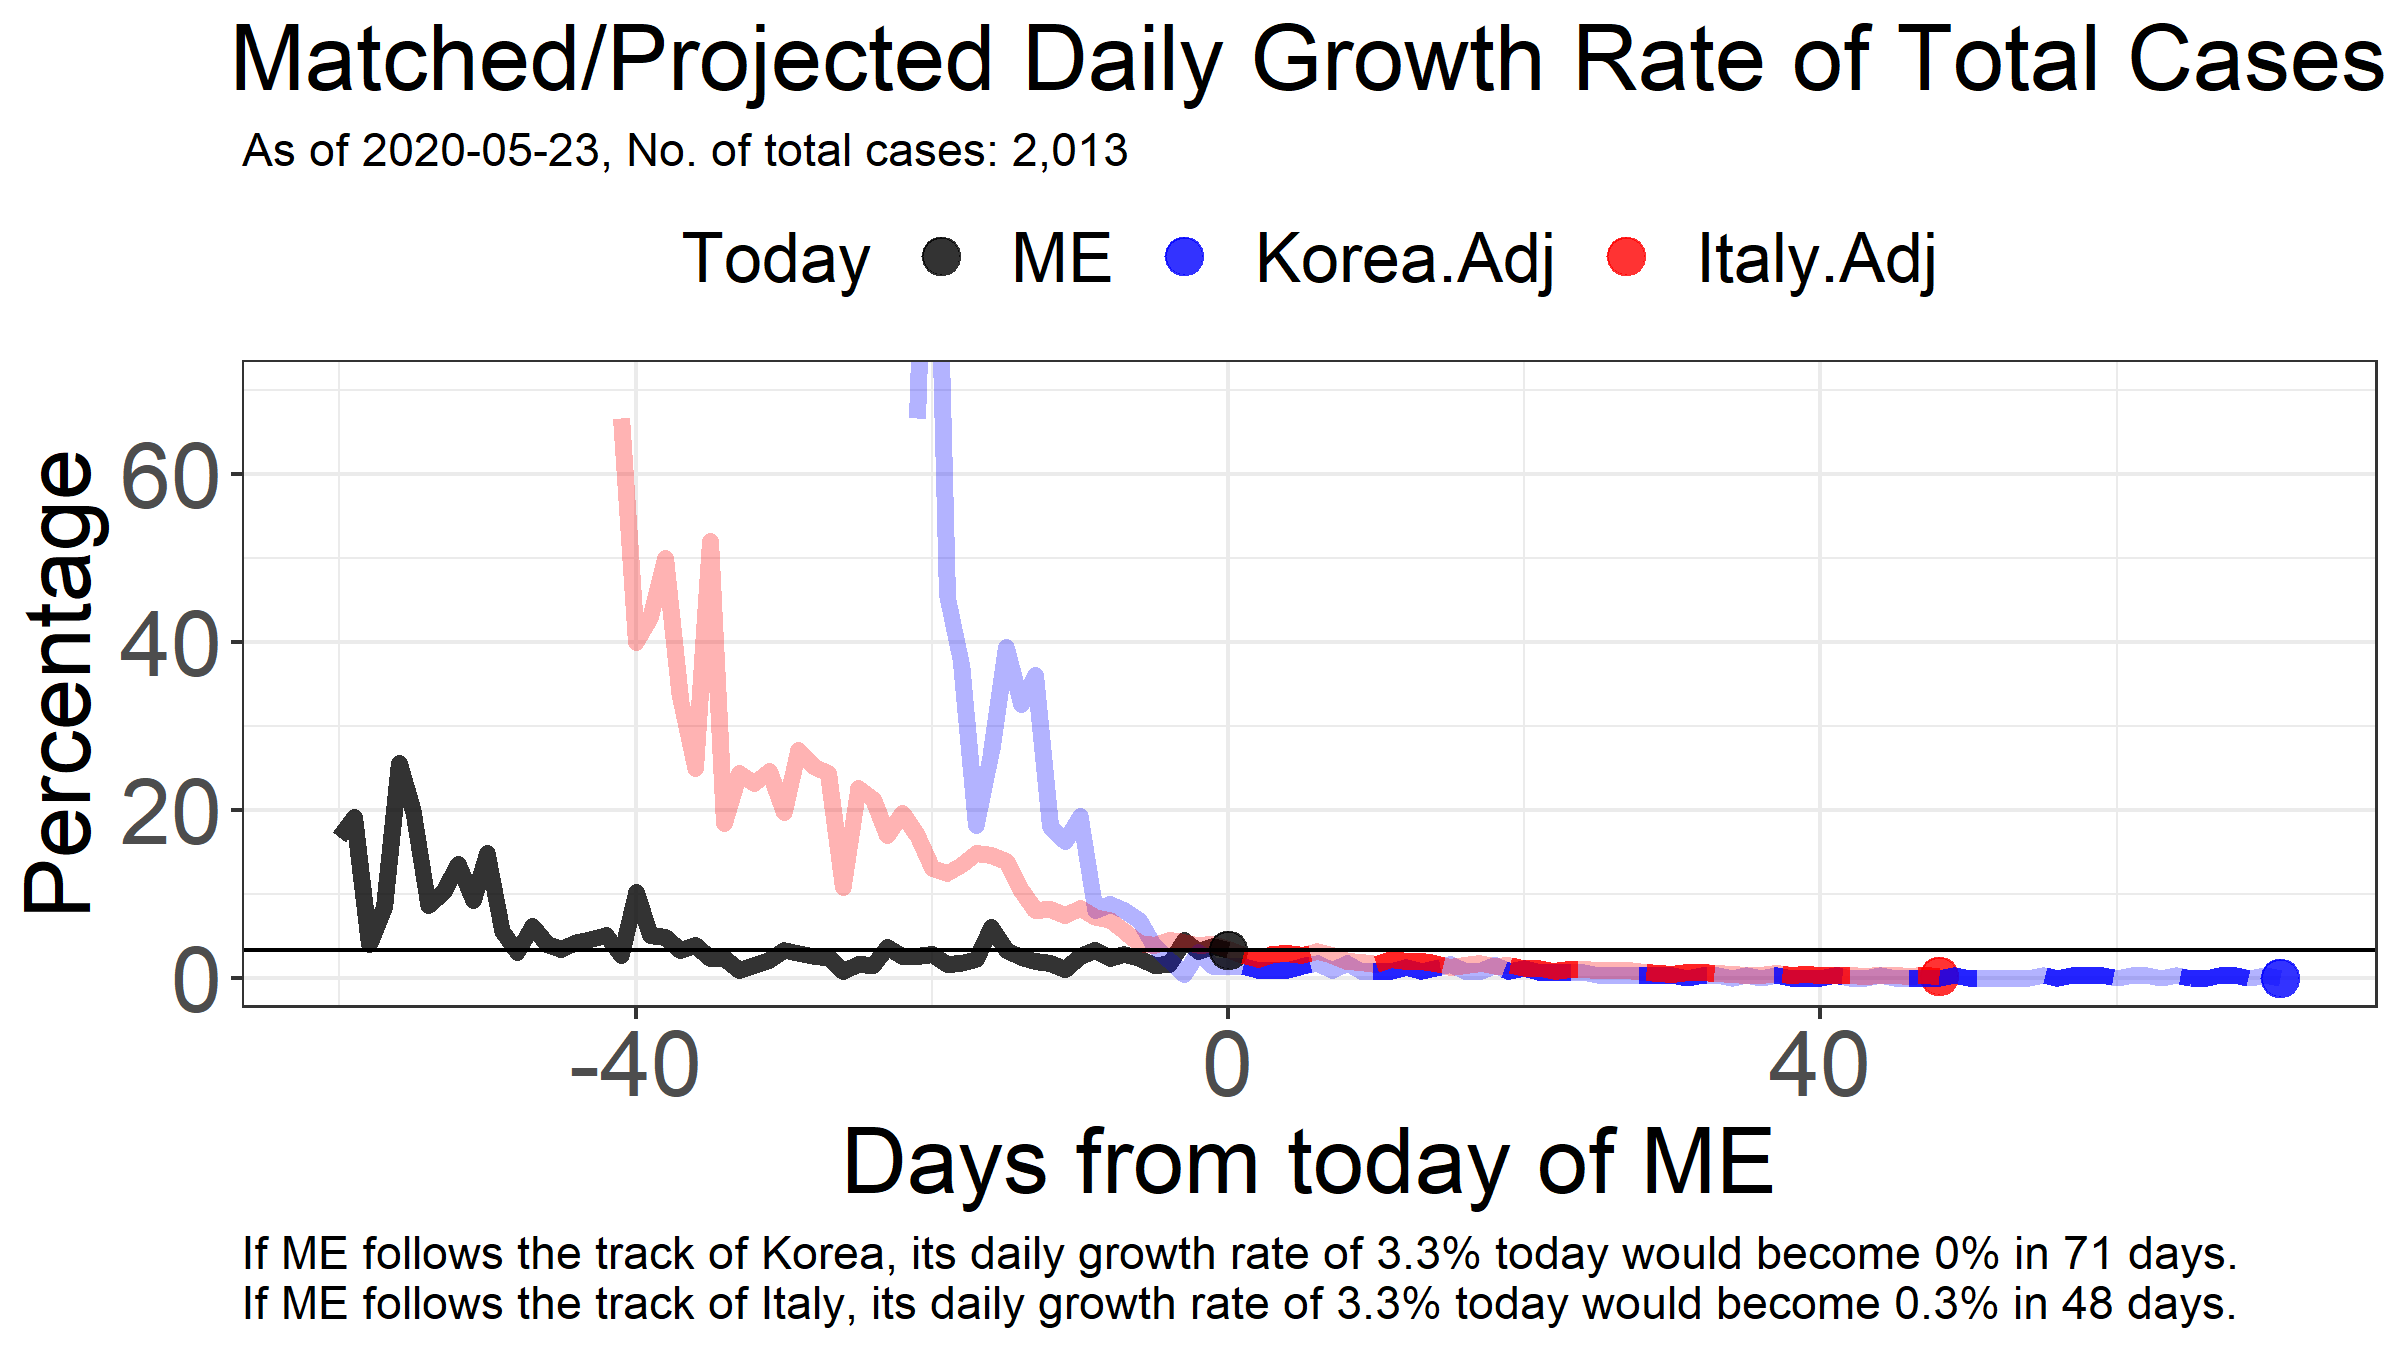 Matched/Projected Daily Growth Rate of Total Cases
As of 2020-05-23, No. of total cases: 2,013
Today ME Korea.Adj Italy.Adj
Percentage
60
40
20
0
-40 0 40
Days from today of ME
If ME follows the track of Korea, its daily growth rate of 3.3% today would become 0% in 71 days.
If ME follows the track of Italy, its daily growth rate of 3.3% today would become 0.3% in 48 days.